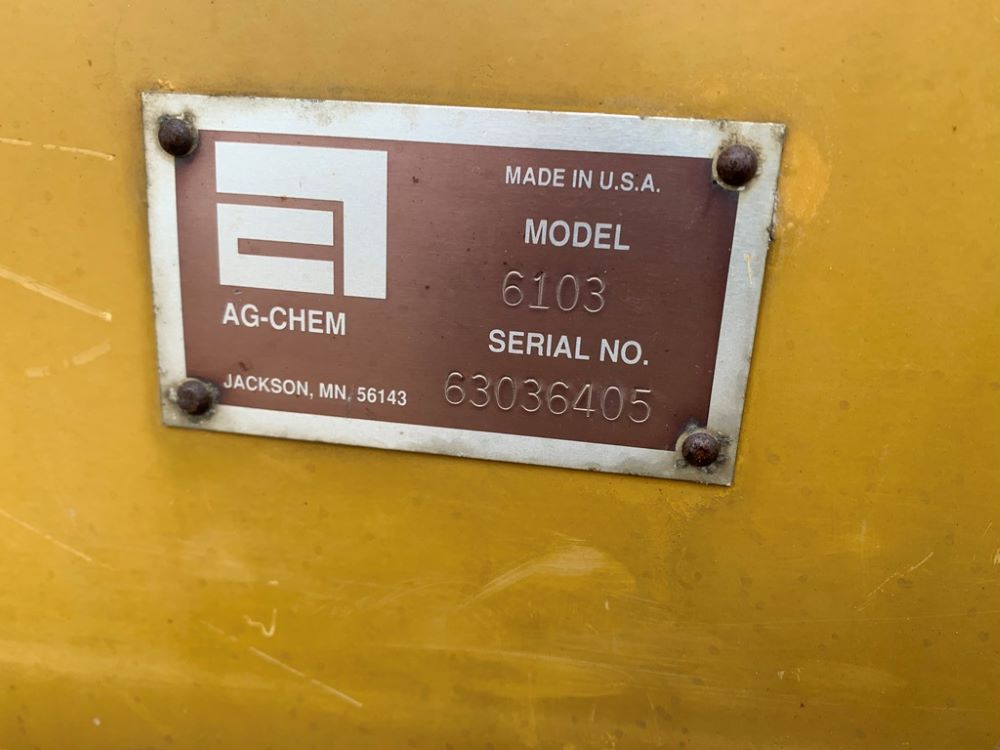 AG-CHEM
JACKSON, MN. 56143
MADE IN U.S.A.
MODEL
6103
SERIAL NO.
63036405